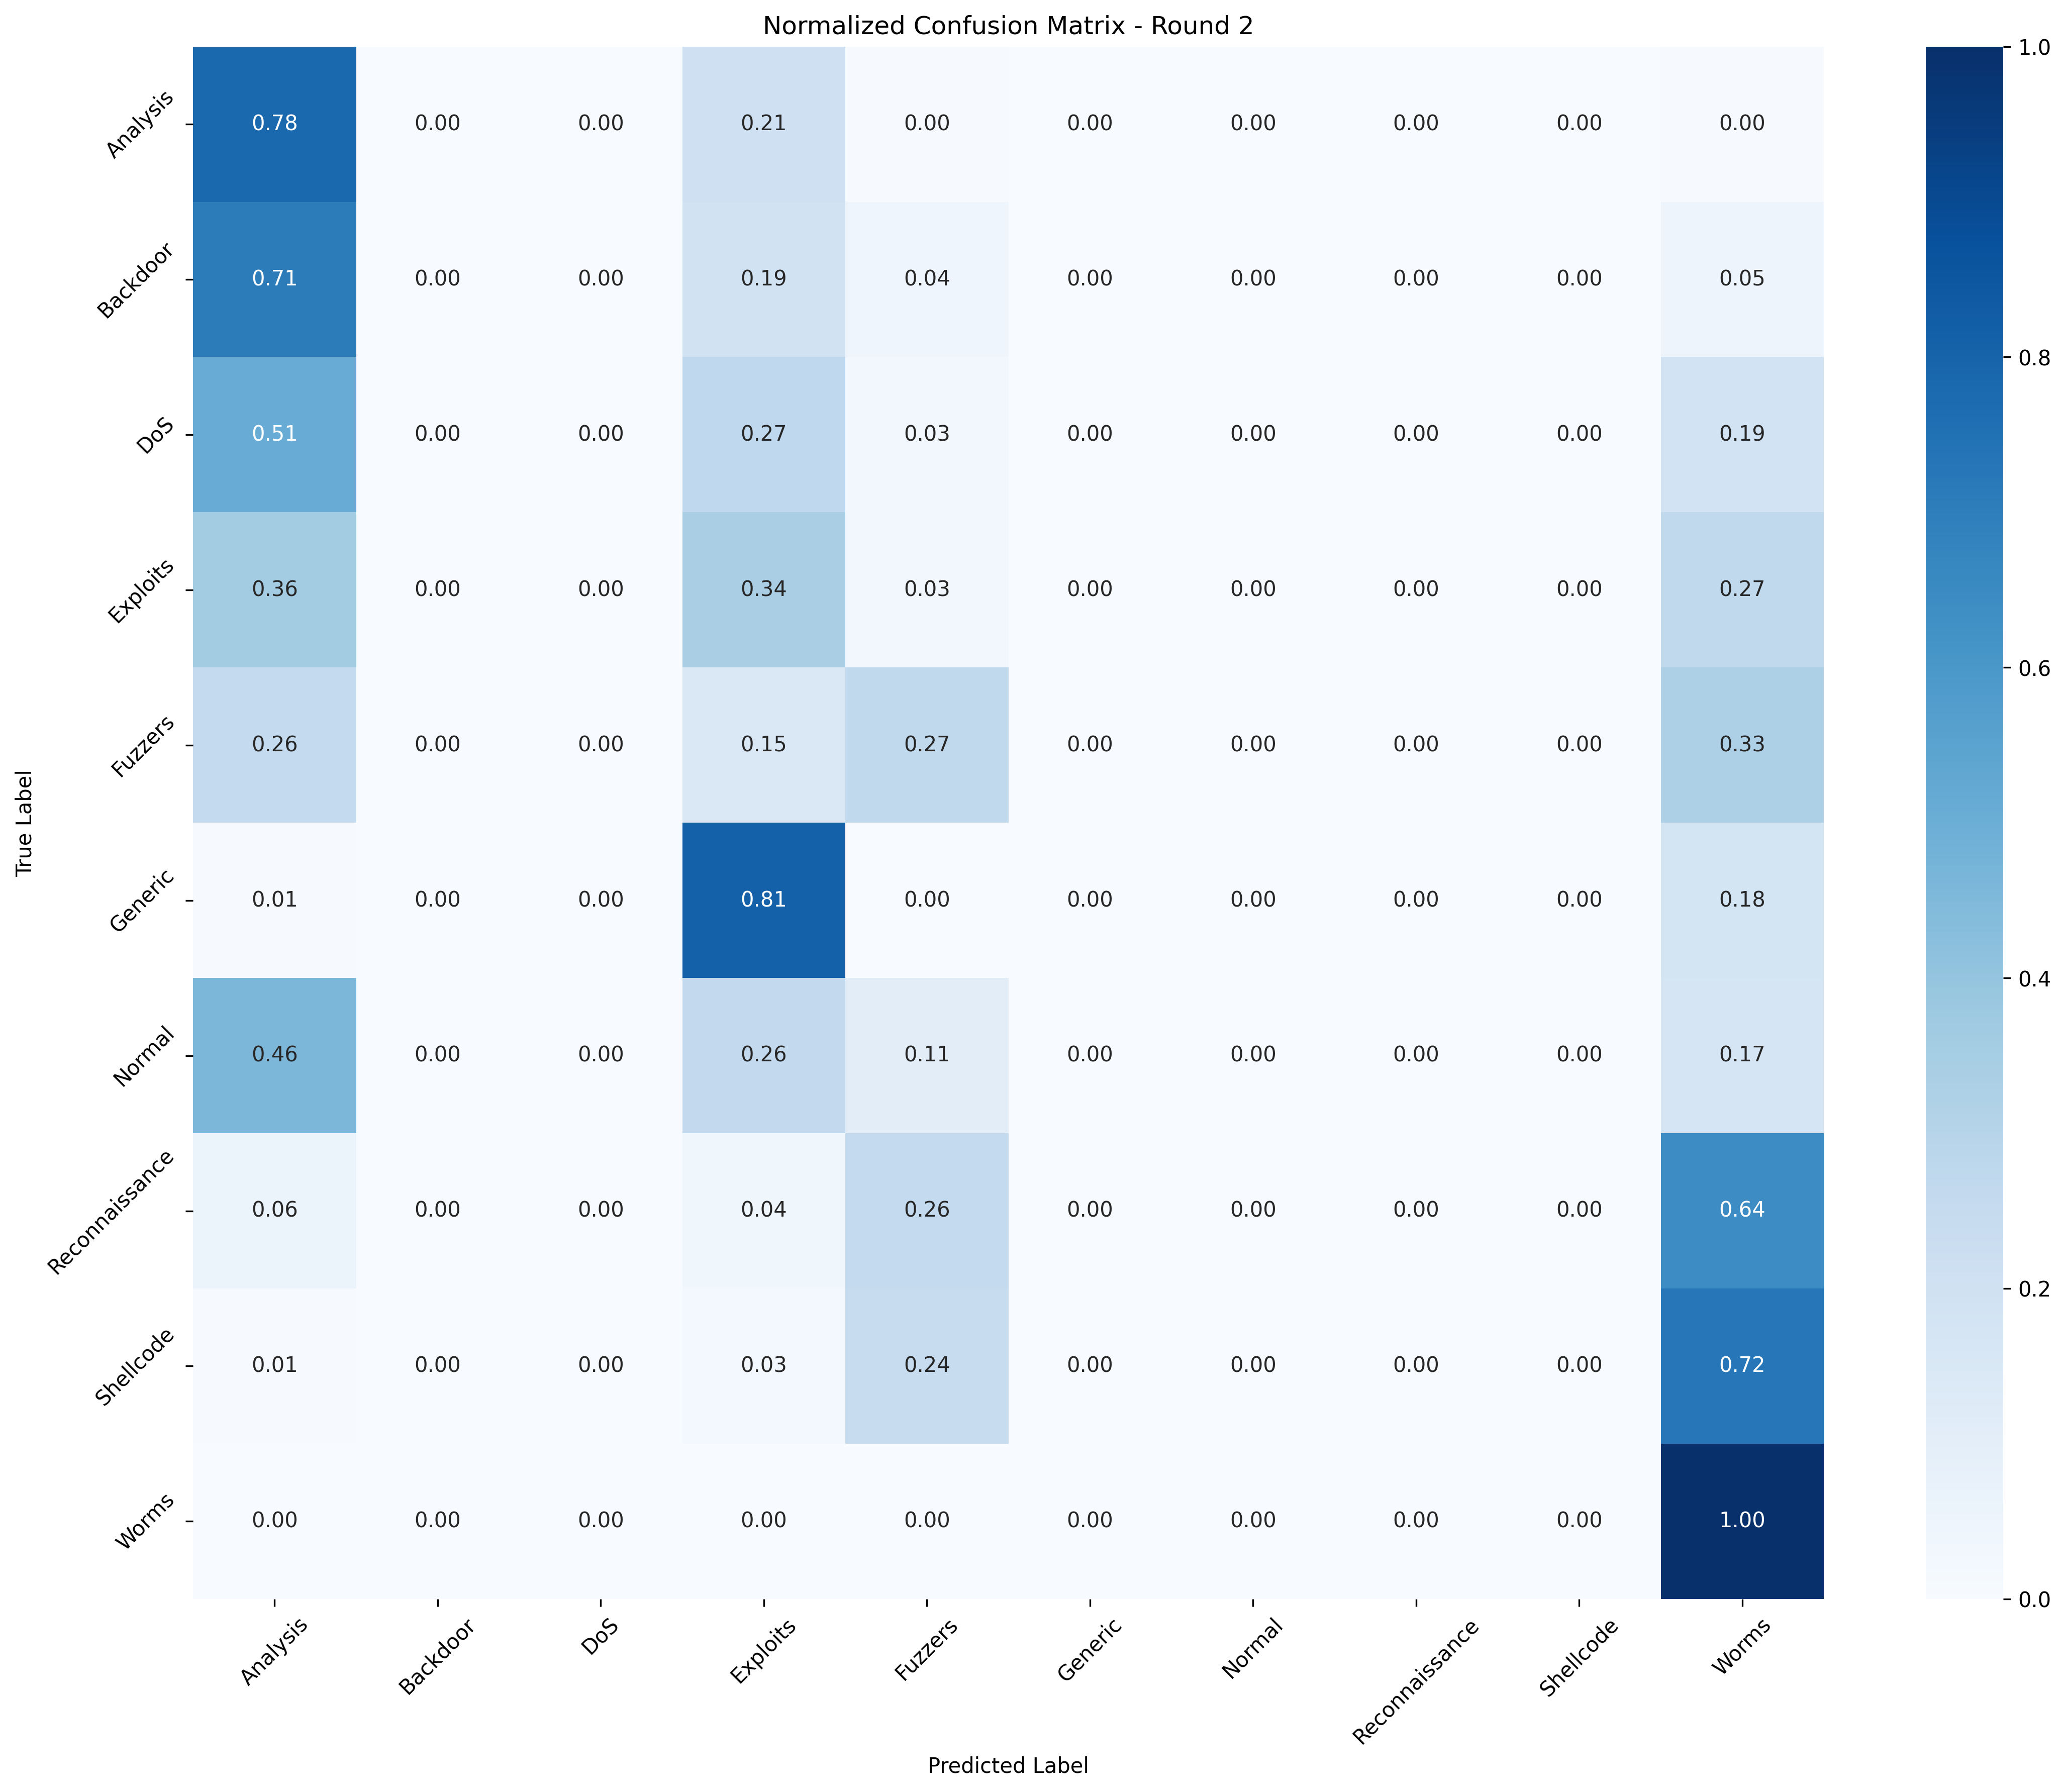 Normalized Confusion Matrix - Round 2
True Label
Analysis 0.78 0.00 0.00 0.21 0.00 0.00 0.00 0.00 0.00 0.00
Backdoor 0.71 0.00 0.00 0.19 0.04 0.00 0.00 0.00 0.00 0.05
DoS 0.51 0.00 0.00 0.27 0.03 0.00 0.00 0.00 0.00 0.19
Exploits 0.36 0.00 0.00 0.34 0.03 0.00 0.00 0.00 0.00 0.27
Fuzzers 0.26 0.00 0.00 0.15 0.27 0.00 0.00 0.00 0.00 0.33
Generic 0.01 0.00 0.00 0.81 0.00 0.00 0.00 0.00 0.00 0.18
Normal 0.46 0.00 0.00 0.26 0.11 0.00 0.00 0.00 0.00 0.17
Reconnaissance 0.06 0.00 0.00 0.04 0.26 0.00 0.00 0.00 0.00 0.64
Shellcode 0.01 0.00 0.00 0.03 0.24 0.00 0.00 0.00 0.00 0.72
Worms 0.00 0.00 0.00 0.00 0.00 0.00 0.00 0.00 0.00 1.00
Analysis Backdoor DoS Exploits Fuzzers Generic Normal Reconnaissance Shellcode Worms
Predicted Label
1.0
0.8
0.6
0.4
0.2
0.0